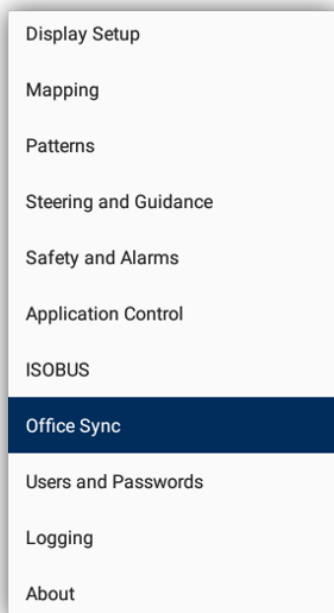 Display Setup
Mapping
Patterns
Steering and Guidance
Safety and Alarms
Application Control
ISOBUS
Office Sync
Users and Passwords
Logging
About